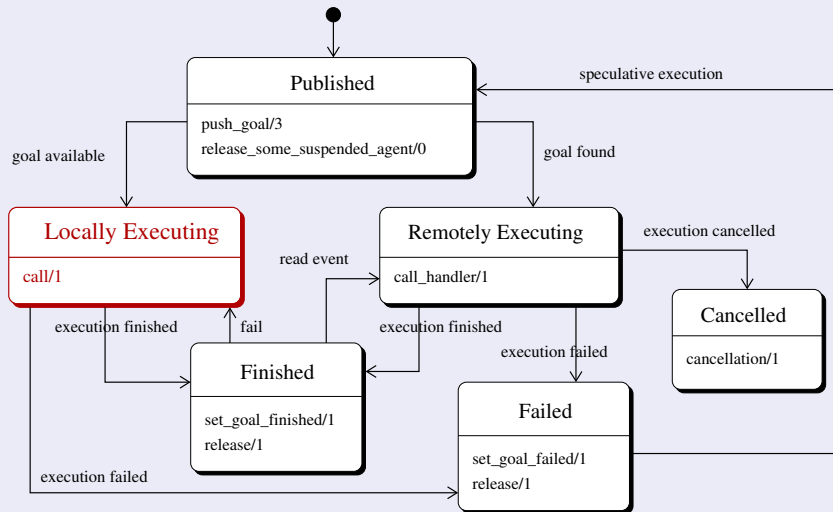 Published
speculative execution
push_goal/3
release_some_suspended_agent/0
goal available
goal found
Locally Executing
call/1
Remotely Executing
call_handler/1
execution cancelled
read event
Cancelled
cancellation/1
execution finished
fail
execution finished
execution failed
Finished
set_goal_finished/1
release/1
Failed
set_goal_failed/1
release/1
execution failed